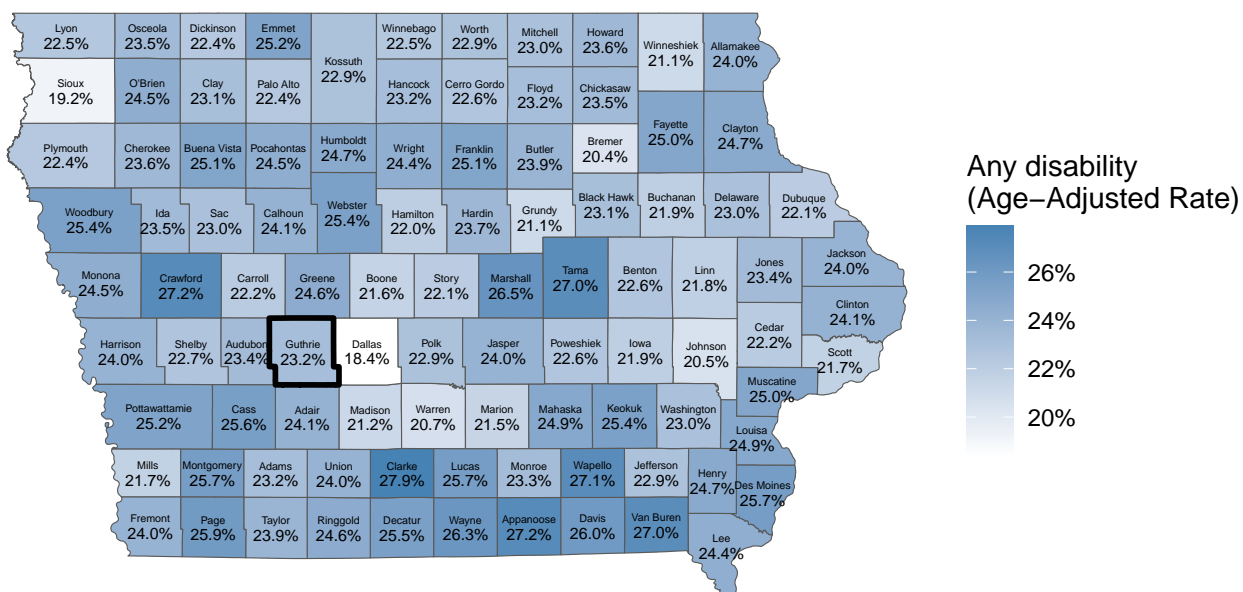 Lyon
22.5%
Osceola
23.5%
Dickinson
22.4%
Emmet
25.2%
Kossuth
22.9%
Winnebago
22.5%
Worth
22.9%
Mitchell
23.0%
Howard
23.6%
Winneshiek
21.1%
Allamakee
24.0%
Sioux
19.2%
O'Brien
24.5%
Clay
23.1%
Palo Alto
22.4%
Hancock
23.2%
Cerro Gordo
22.6%
Floyd
23.2%
Chickasaw
23.5%
Fayette
25.0%
Clayton
24.7%
Plymouth
22.4%
Cherokee
23.6%
Buena Vista
25.1%
Pocahontas
24.5%
Humboldt
24.7%
Wright
24.4%
Franklin
25.1%
Butler
23.9%
Bremer
20.4%
Woodbury
25.4%
Ida
23.5%
Sac
23.0%
Calhoun
24.1%
Webster
25.4%
Hamilton
22.0%
Hardin
23.7%
Grundy
21.1%
Black Hawk
23.1%
Buchanan
21.9%
Delaware
23.0%
Dubuque
22.1%
Monona
24.5%
Crawford
27.2%
Carroll
22.2%
Greene
24.6%
Boone
21.6%
Story
22.1%
Marshall
26.5%
Tama
27.0%
Benton
22.6%
Linn
21.8%
Jones
23.4%
Jackson
24.0%
Clinton
24.1%
Harrison
24.0%
Shelby
22.7%
Audubon
23.4%
Guthrie
23.2%
Dallas
18.4%
Polk
22.9%
Jasper
24.0%
Poweshiek
22.6%
Iowa
21.9%
Johnson
20.5%
Cedar
22.2%
Scott
21.7%
Muscatine
25.0%
Pottawattamie
25.2%
Cass
25.6%
Adair
24.1%
Madison
21.2%
Warren
20.7%
Marion
21.5%
Mahaska
24.9%
Keokuk
25.4%
Washington
23.0%
Louisa
24.9%
Mills
21.7%
Montgomery
25.7%
Adams
23.2%
Union
24.0%
Clarke
27.9%
Lucas
25.7%
Monroe
23.3%
Wapello
27.1%
Jefferson
22.9%
Henry
24.7%
Des Moines
25.7%
Fremont
24.0%
Page
25.9%
Taylor
23.9%
Ringgold
24.6%
Decatur
25.5%
Wayne
26.3%
Appanoose
27.2%
Davis
26.0%
Van Buren
27.0%
Lee
24.4%
Any disability
(Age−Adjusted Rate)
26%
24%
22%
20%